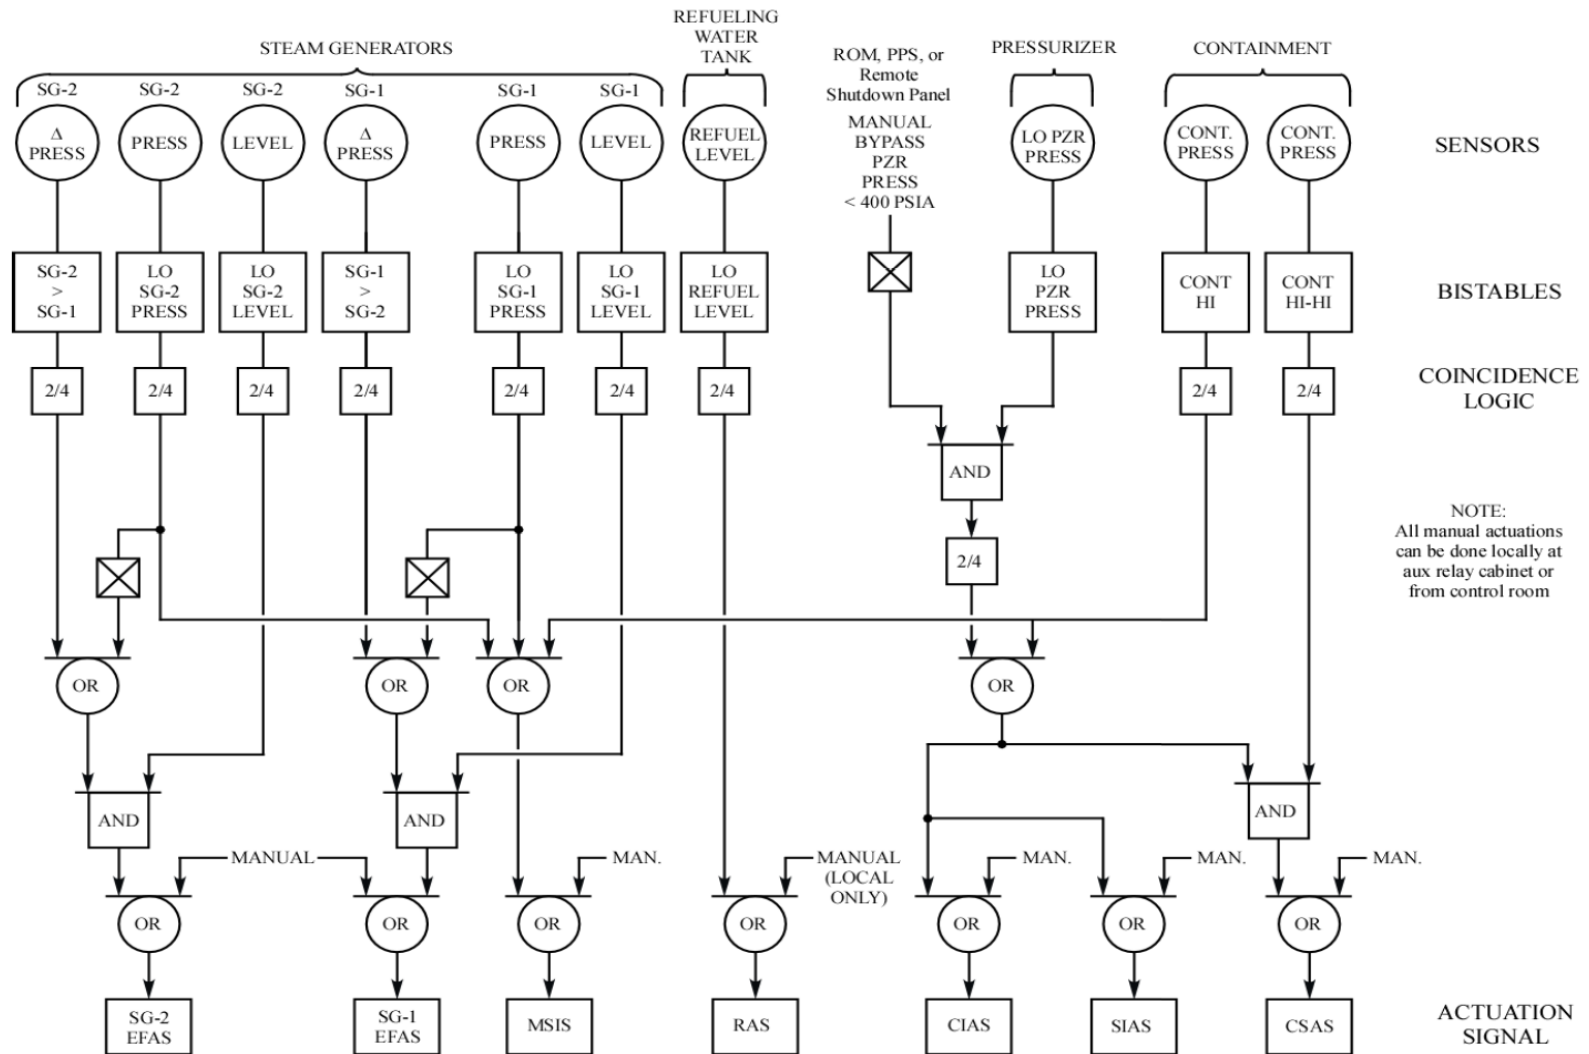 REFUELING
WATER
TANK
STEAM GENERATORS
ROM, PPS, or
Remote
Shutdown Panel
PRESSURIZER
CONTAINMENT
SG-2
SG-2
SG-2
SG-1
SG-1
SG-1
Δ
PRESS
PRESS
LEVEL
Δ
PRESS
PRESS
LEVEL
REFUEL
LEVEL
MANUAL
BYPASS
PZR
PRESS
< 400 PSIA
LO PZR
PRESS
CONT.
PRESS
CONT.
PRESS
SENSORS
SG-2
>
SG-1
LO
SG-2
PRESS
LO
SG-2
LEVEL
SG-1
>
SG-2
LO
SG-1
PRESS
LO
SG-1
LEVEL
LO
REFUEL
LEVEL
LO
PZR
PRESS
CONT
HI
CONT
HI-HI
BISTABLES
2/4
2/4
2/4
2/4
2/4
2/4
2/4
2/4
2/4
COINCIDENCE
LOGIC
AND
2/4
NOTE:
All manual actuations
can be done locally at
aux relay cabinet or
from control room
OR
OR
OR
OR
AND
AND
AND
MANUAL
MAN.
MANUAL
(LOCAL
ONLY)
MAN.
MAN.
MAN.
OR
OR
OR
OR
OR
OR
OR
SG-2
EFAS
SG-1
EFAS
MSIS
RAS
CIAS
SIAS
CSAS
ACTUATION
SIGNAL